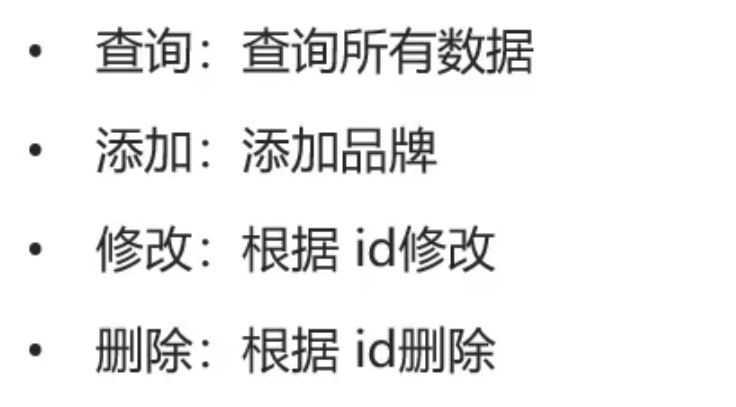 • 查询：查询所有数据
• 添加：添加品牌
• 修改：根据 id修改
• 删除：根据 id删除